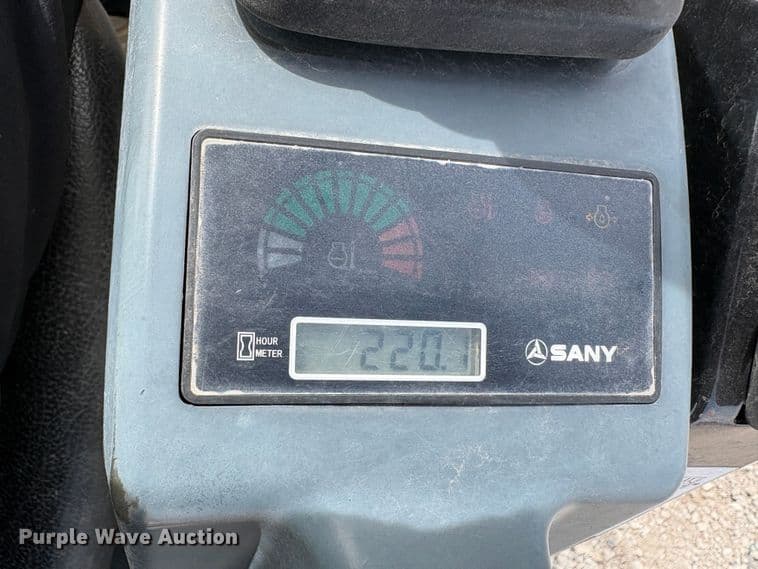 HOUR
METER
220.1
SANY
Purple Wave Auction